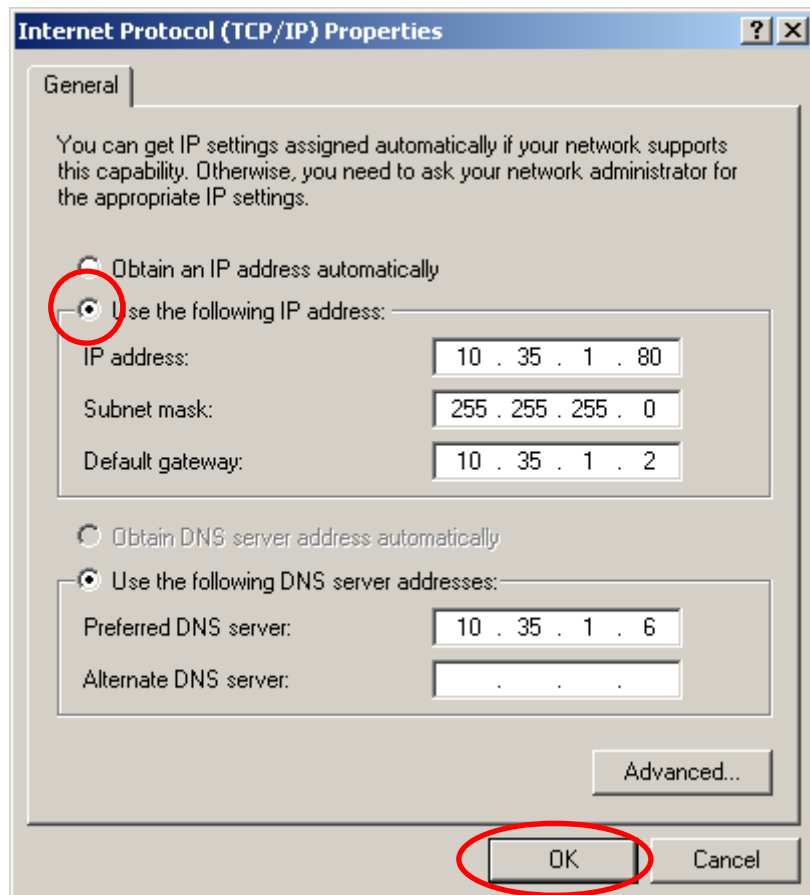 Internet Protocol (TCP/IP) Properties
General
You can get IP settings assigned automatically if your network supports
this capability. Otherwise, you need to ask your network administrator for
the appropriate IP settings.
Obtain an IP address automatically
Use the following IP address:
IP address: 10 . 35 . 1 . 80
Subnet mask: 255 . 255 . 255 . 0
Default gateway: 10 . 35 . 1 . 2
Obtain DNS server address automatically
Use the following DNS server addresses:
Preferred DNS server: 10 . 35 . 1 . 6
Alternate DNS server: . . .
Advanced...
OK Cancel